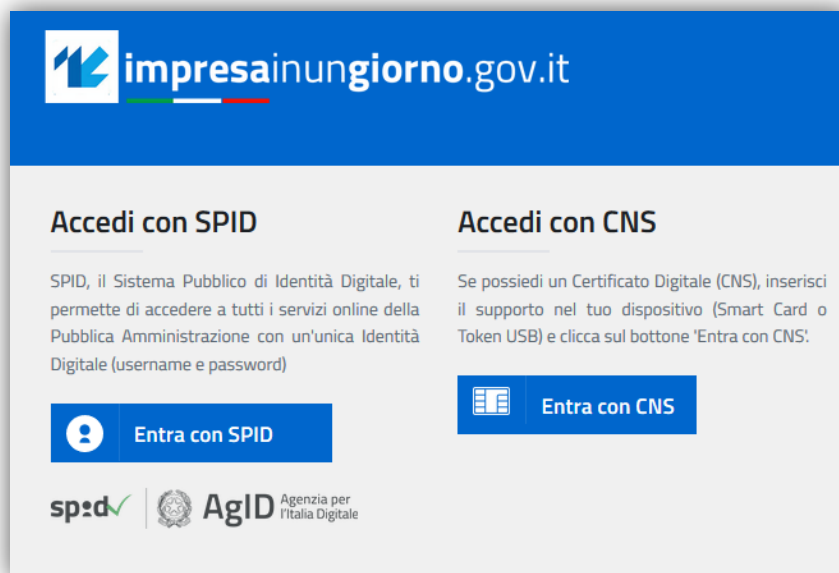 impresainungiorno.gov.it
Accedi con SPID
SPID, il Sistema Pubblico di Identità Digitale, ti
permette di accedere a tutti i servizi online della
Pubblica Amministrazione con un'unica Identità
Digitale (username e password)
Entra con SPID
sp:d
AgID Agenzia per
l'Italia Digitale
Accedi con CNS
Se possiedi un Certificato Digitale (CNS), inserisci
il supporto nel tuo dispositivo (Smart Card o
Token USB) e clicca sul bottone 'Entra con CNS'.
Entra con CNS